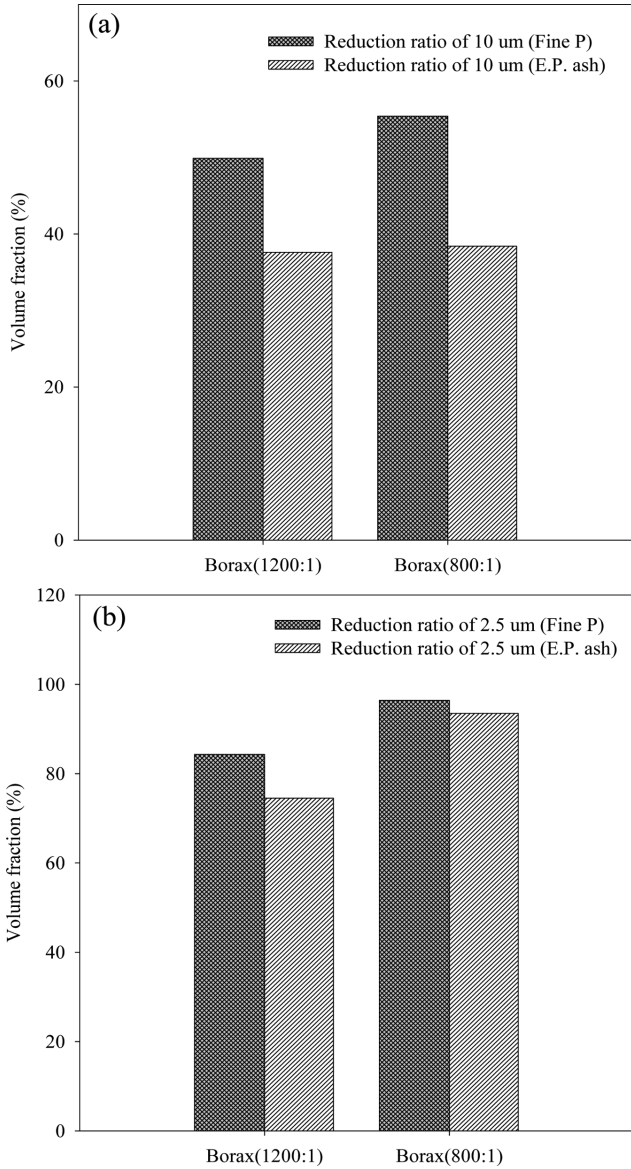 (a)
Reduction ratio of 10 um (Fine P)
Reduction ratio of 10 um (E.P. ash)
60
40
20
0
Volume fraction (%)
Borax(1200:1) Borax(800:1)
(b)
Reduction ratio of 2.5 um (Fine P)
Reduction ratio of 2.5 um (E.P. ash)
120
100
80
60
40
20
0
Volume fraction (%)
Borax(1200:1) Borax(800:1)